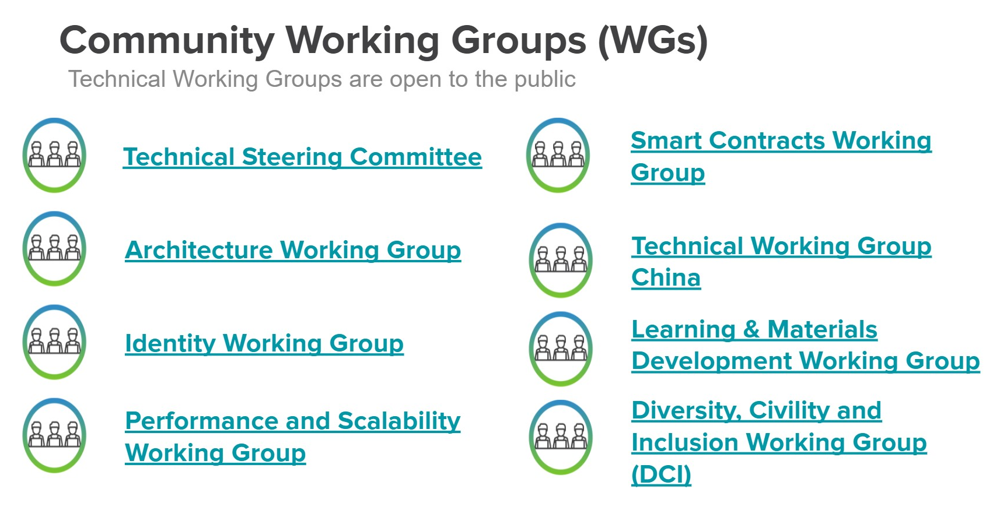 Community Working Groups (WGs)
Technical Working Groups are open to the public
Technical Steering Committee
Architecture Working Group
Identity Working Group
Performance and Scalability
Working Group
Smart Contracts Working
Group
Technical Working Group
China
Learning & Materials
Development Working Group
Diversity, Civility and
Inclusion Working Group
(DCI)